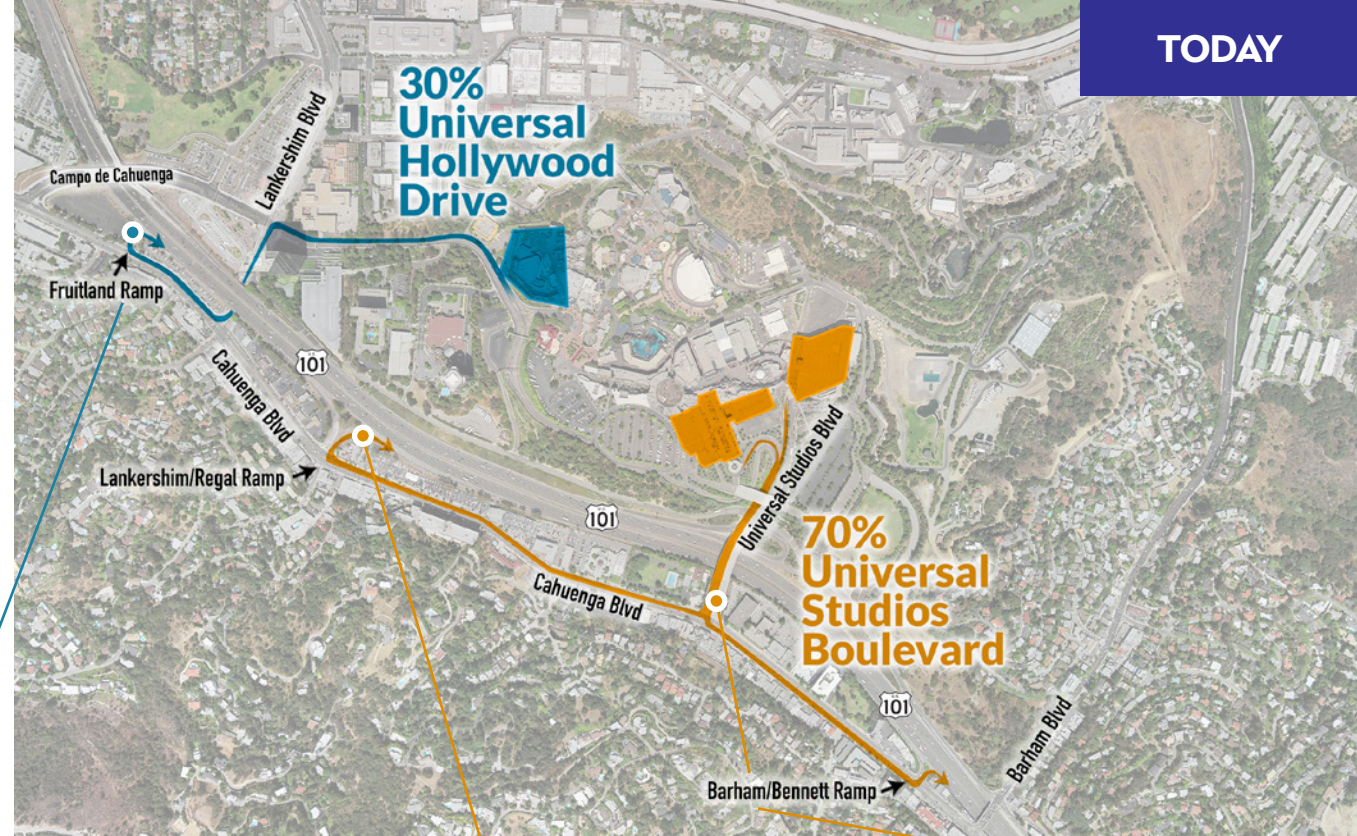 TODAY
30%
Universal
Hollywood
Drive
Lankershim Blvd
Campo de Cahuenga
Fruitland Ramp
Cahuenga Blvd
101
Lankershim/Regal Ramp
101
Universal Studios Blvd
70%
Universal
Studios
Boulevard
Cahuenga Blvd
101
Barham Blvd
Barham/Bennett Ramp